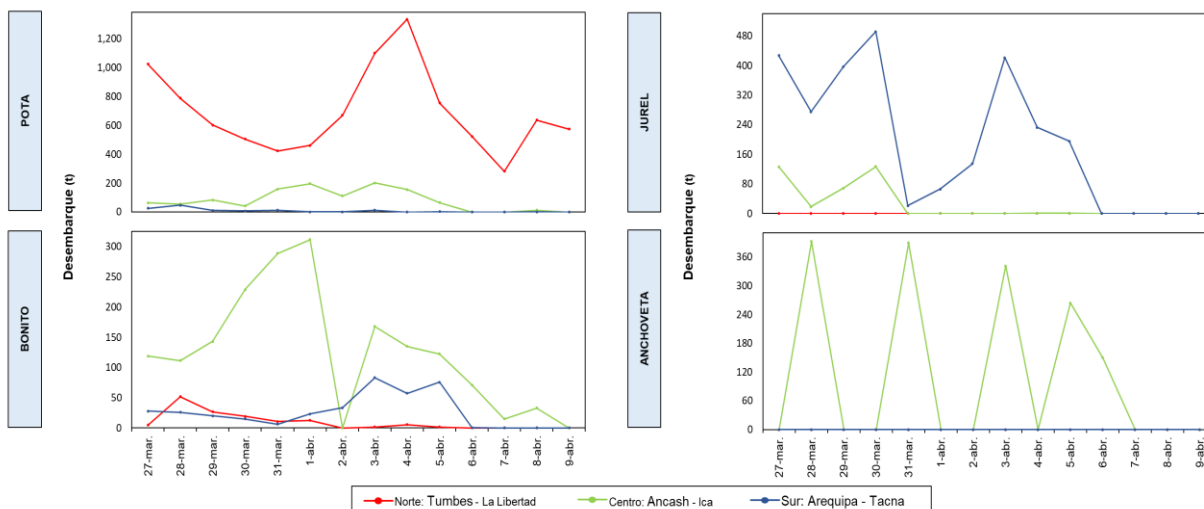 POTA
Desembarque (t)
1,200
1,000
800
600
400
200
0
BONITO
300
250
200
150
100
50
0
27-mar.
28-mar.
29-mar.
30-mar.
31-mar.
1-abr.
2-abr.
3-abr.
4-abr.
5-abr.
6-abr.
7-abr.
8-abr.
9-abr.
JUREL
Desembarque (t)
480
400
320
240
160
80
0
ANCHOVETA
360
300
240
180
120
60
0
27-mar.
28-mar.
29-mar.
30-mar.
31-mar.
1-abr.
2-abr.
3-abr.
4-abr.
5-abr.
6-abr.
7-abr.
8-abr.
9-abr.
Norte: Tumbes - La Libertad
Centro: Ancash - Ica
Sur: Arequipa - Tacna